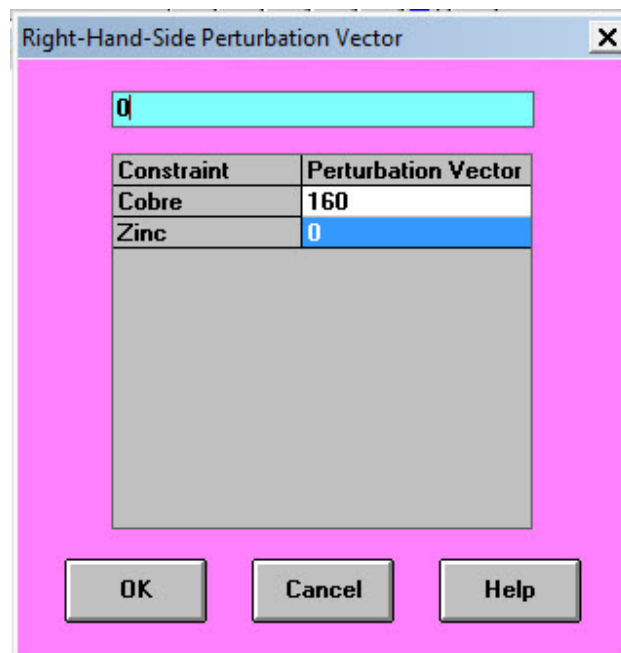 Right-Hand-Side Perturbation Vector
0
Constraint Perturbation Vector
Cobre 160
Zinc 0
OK Cancel Help